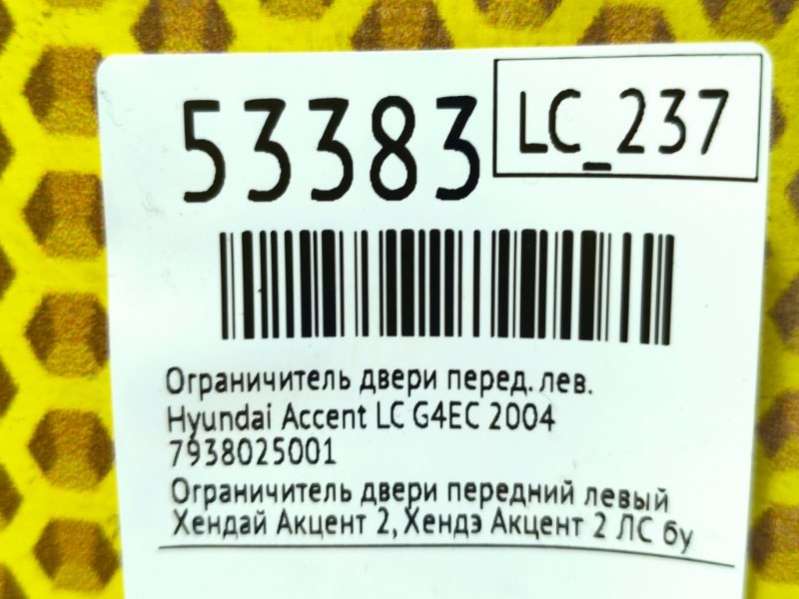 53383
LC_237
Ограничитель двери перед. лев.
Hyundai Accent LC G4EC 2004
7938025001
Ограничитель двери передний левый
Хендай Акцент 2, Хендэ Акцент 2 ЛС бу